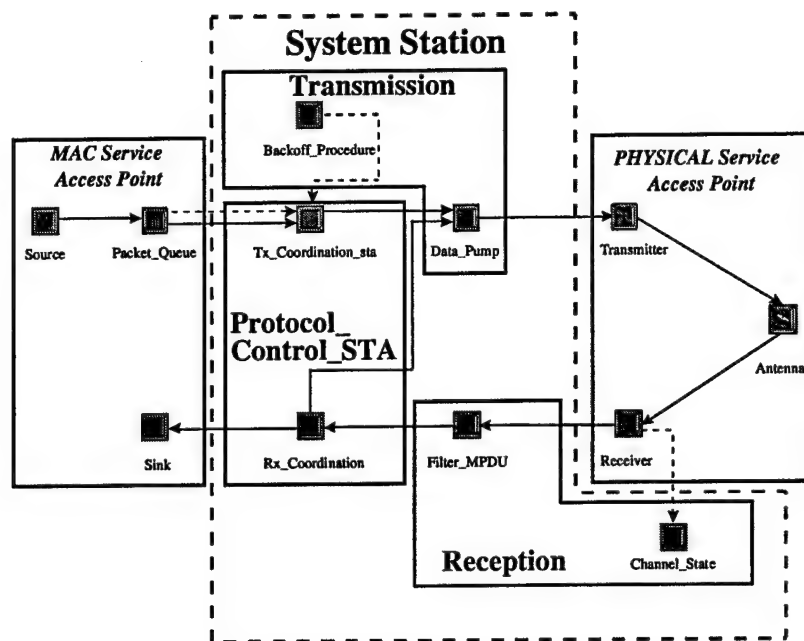 System Station
Transmission
Backoff_Procedure
MAC Service
Access Point
PHYSICAL Service
Access Point
Source
Packet_Queue
Tx_Coordination_sta
Data_Pump
Transmitter
Protocol_
Control_STA
Antenna
Sink
Rx_Coordination
Filter_MPDU
Receiver
Reception
Channel_State